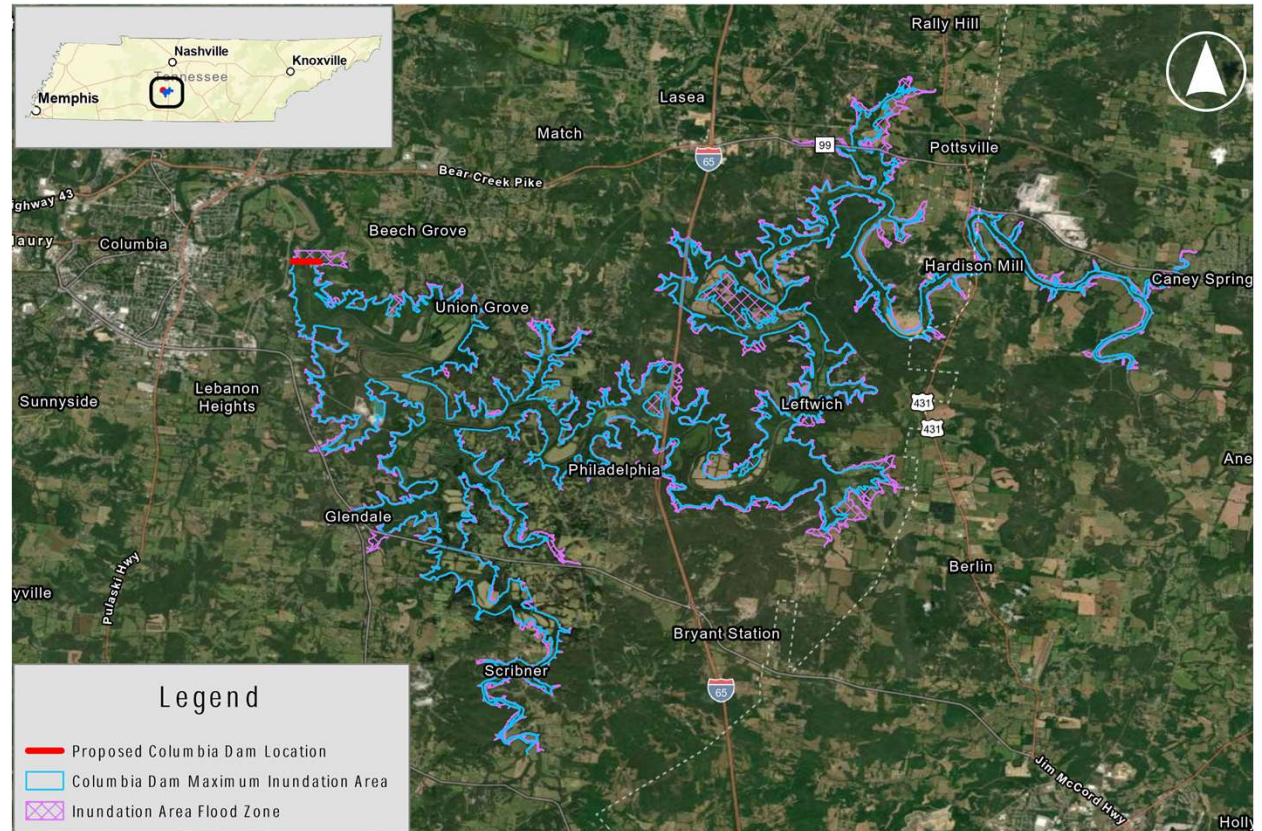 Nashville
Knoxville
Tennessee
Memphis
Rally Hill
Lasea
Match
99
Pottsville
65
Bear Creek Pike
ighway 43
laury
Columbia
Beech Grove
Hardison Mill
Caney Spring
Union Grove
Lebanon
Heights
Sunnyside
Leftwich
431
431
Philadelphia
Ane
Glendale
Berlin
Pulaski Hwy
yville
Bryant Station
Scribner
65
Jim McCord Hwy
Holly
Legend
Proposed Columbia Dam Location
Columbia Dam Maximum Inundation Area
Inundation Area Flood Zone